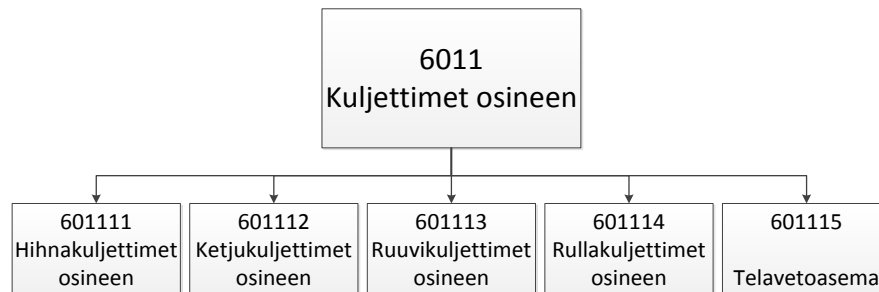 6011
Kuljettimet osineen
601111
Hihnakuljettimet
osineen
601112
Ketjukuljettimet
osineen
601113
Ruuvikuljettimet
osineen
601114
Rullakuljettimet
osineen
601115
Telavetoasema